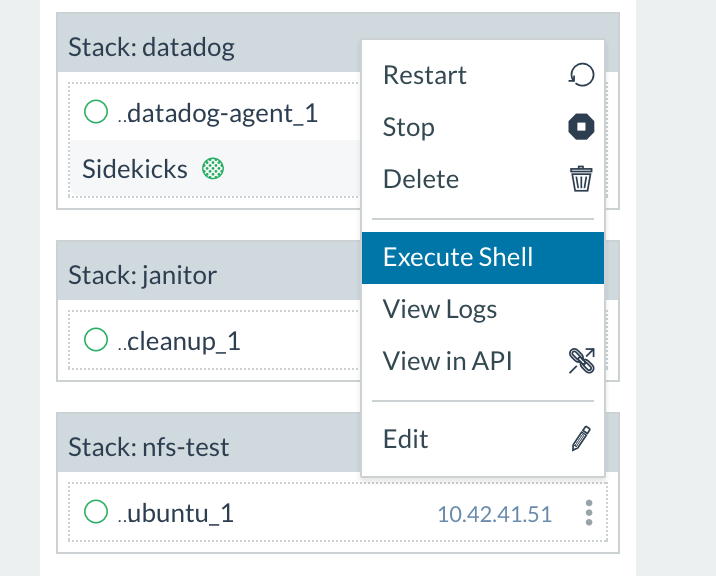 Stack: datadog
..datadog-agent_1
Sidekicks
Restart
Stop
Delete
Execute Shell
View Logs
View in API
Edit
Stack: janitor
..cleanup_1
Stack: nfs-test
..ubuntu_1 10.42.41.51